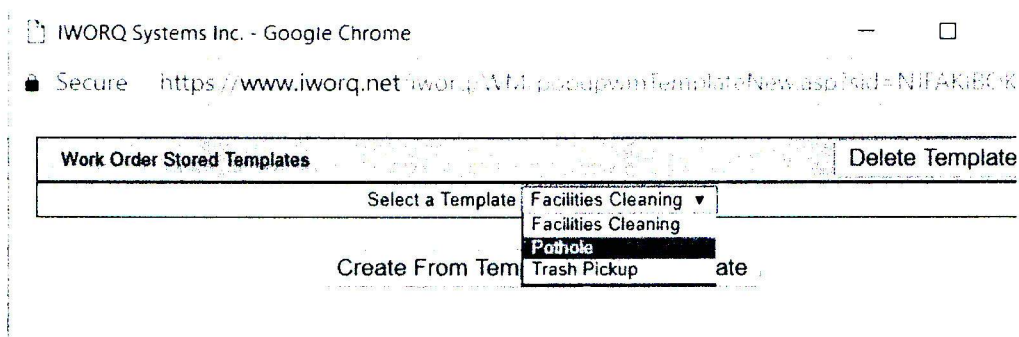 IWORQ Systems Inc. - Google Chrome
Secure https://www.iworq.net
Work Order Stored Templates Delete Template
Select a Template Facilities Cleaning ▼
Facilities Cleaning
Pothole
Trash Pickup
Create From Tem ate